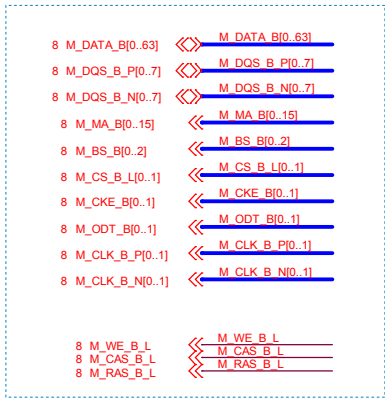 8 M_DATA_B[0..63] M_DATA_B[0..63]
8 M_DQS_B_P[0..7] M_DQS_B_P[0..7]
8 M_DQS_B_N[0..7] M_DQS_B_N[0..7]
8 M_MA_B[0..15] M_MA_B[0..15]
8 M_BS_B[0..2] M_BS_B[0..2]
8 M_CS_B_L[0..1] M_CS_B_L[0..1]
8 M_CKE_B[0..1] M_CKE_B[0..1]
8 M_ODT_B[0..1] M_ODT_B[0..1]
8 M_CLK_B_P[0..1] M_CLK_B_P[0..1]
8 M_CLK_B_N[0..1] M_CLK_B_N[0..1]
8 M_WE_B_L M_WE_B_L
8 M_CAS_B_L M_CAS_B_L
8 M_RAS_B_L M_RAS_B_L